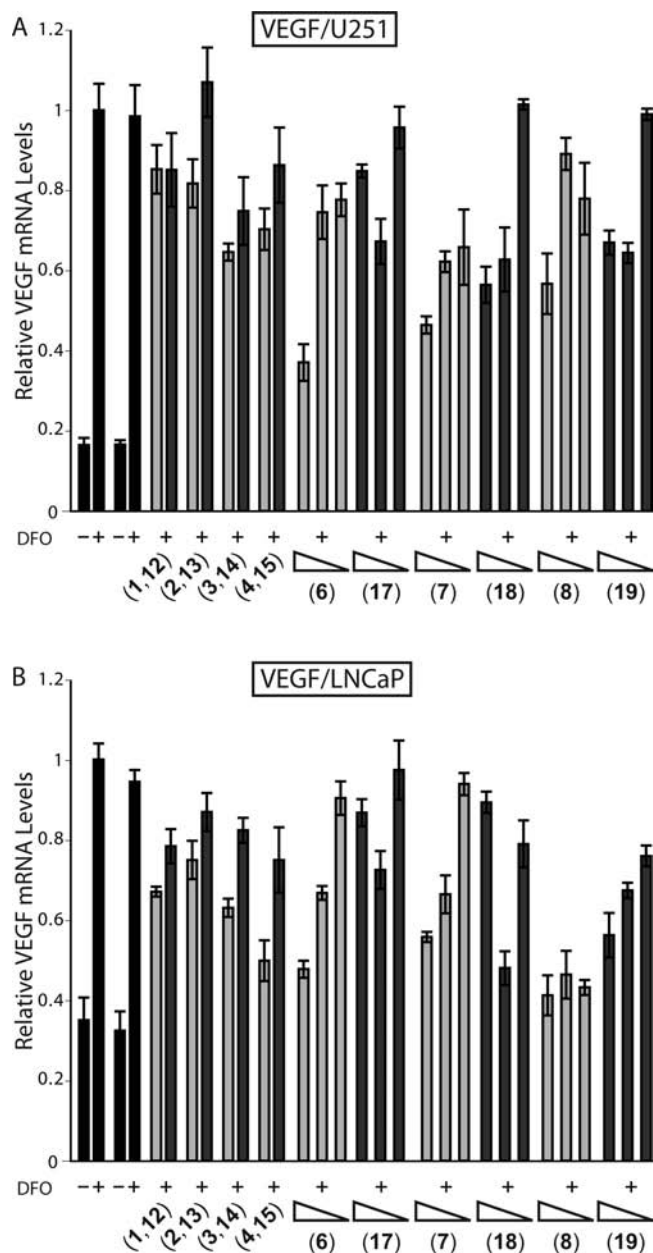 A
VEGF/U251
Relative VEGF mRNA Levels
1.2
1
0.8
0.6
0.4
0.2
0
DFO − + − + + + + + + + + + + +
(1,12) (2,13) (3,14) (4,15) (6) (17) (7) (18) (8) (19)
B
VEGF/LNCaP
Relative VEGF mRNA Levels
1.2
1
0.8
0.6
0.4
0.2
0
DFO − + − + + + + + + + + + + +
(1,12) (2,13) (3,14) (4,15) (6) (17) (7) (18) (8) (19)